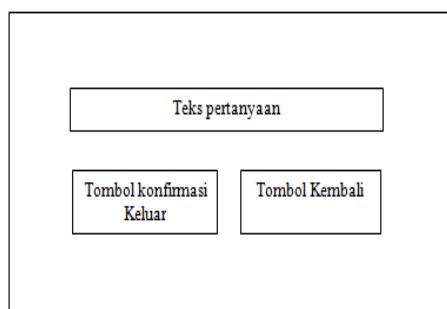 Teks pertanyaan
Tombol konfirmasi
Keluar
Tombol Kembali